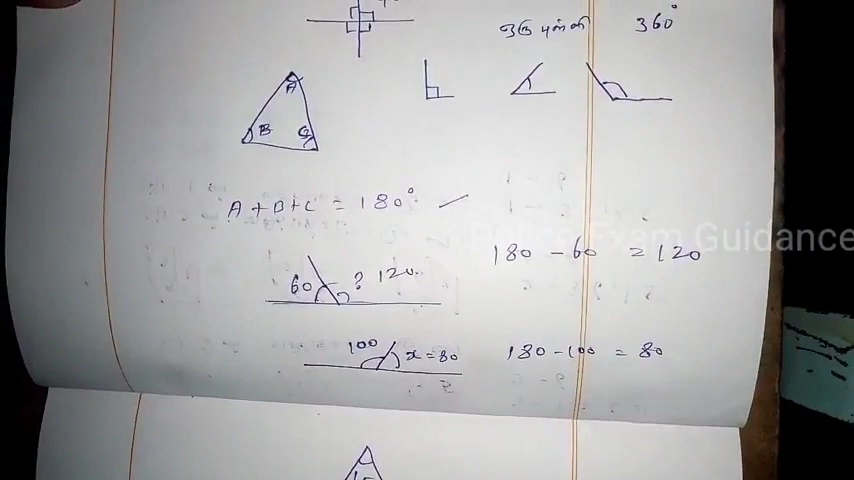 ஒரு புள்ளி 360°
A
B C
A+B+C = 180°
Police Exam Guidance
60 ? 120 180 - 60 = 120
100 x = 80 180 - 100 = 80